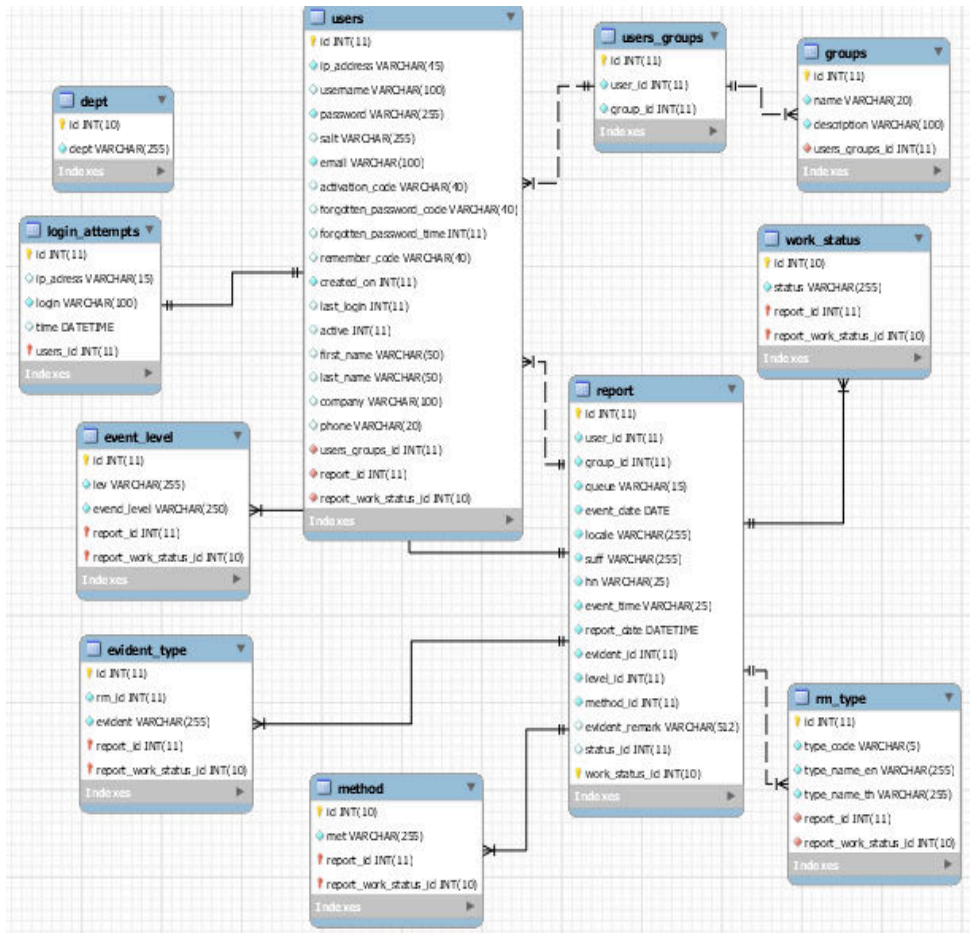 users
id INT(11)
ip_address VARCHAR(45)
username VARCHAR(100)
password VARCHAR(255)
salt VARCHAR(255)
email VARCHAR(100)
activation_code VARCHAR(40)
forgotten_password_code VARCHAR(40)
forgotten_password_time INT(11)
remember_code VARCHAR(40)
created_on INT(11)
last_login INT(11)
active INT(11)
first_name VARCHAR(50)
last_name VARCHAR(50)
company VARCHAR(100)
phone VARCHAR(20)
users_groups_id INT(11)
report_id INT(11)
report_work_status_id INT(10)
Indexes
users_groups
id INT(11)
user_id INT(11)
group_id INT(11)
Indexes
groups
id INT(11)
name VARCHAR(20)
description VARCHAR(100)
users_groups_id INT(11)
Indexes
dept
id INT(10)
dept VARCHAR(255)
Indexes
login_attempts
id INT(11)
ip_adress VARCHAR(15)
login VARCHAR(100)
time DATETIME
users_id INT(11)
Indexes
work_status
id INT(10)
status VARCHAR(255)
report_id INT(11)
report_work_status_id INT(10)
Indexes
event_level
id INT(11)
lev VARCHAR(255)
evend_level VARCHAR(250)
report_id INT(11)
report_work_status_id INT(10)
Indexes
report
id INT(11)
user_id INT(11)
group_id INT(11)
queue VARCHAR(15)
event_date DATE
locale VARCHAR(255)
suff VARCHAR(255)
hn VARCHAR(25)
event_time VARCHAR(25)
report_date DATETIME
evident_id INT(11)
level_id INT(11)
method_id INT(11)
evident_remark VARCHAR(512)
status_id INT(11)
work_status_id INT(10)
Indexes
evident_type
id INT(11)
rm_id INT(11)
evident VARCHAR(255)
report_id INT(11)
report_work_status_id INT(10)
Indexes
rm_type
id INT(11)
type_code VARCHAR(5)
type_name_en VARCHAR(255)
type_name_th VARCHAR(255)
report_id INT(11)
report_work_status_id INT(10)
Indexes
method
id INT(10)
met VARCHAR(255)
report_id INT(11)
report_work_status_id INT(10)
Indexes